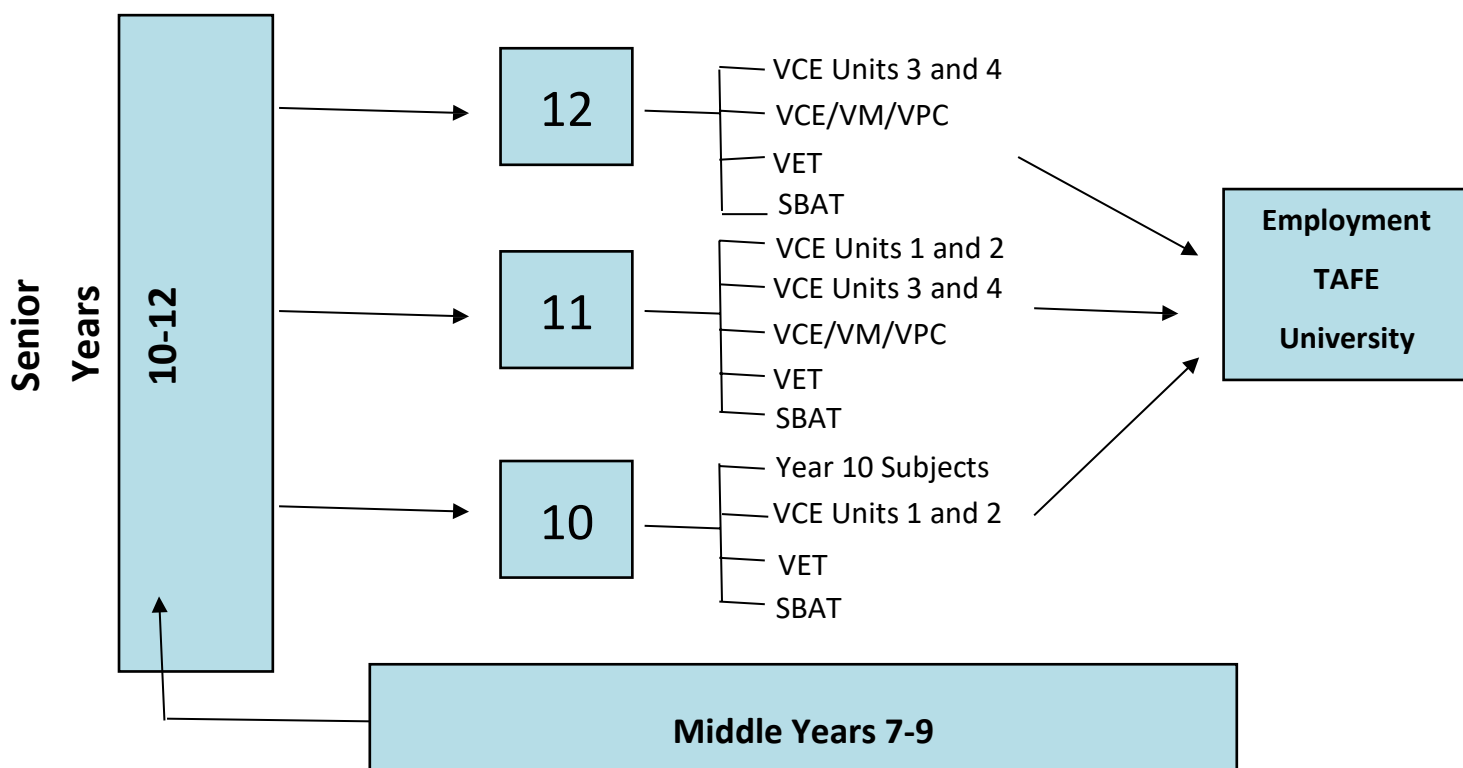 Senior
Years
10-12
12
VCE Units 3 and 4
VCE/VM/VPC
VET
SBAT
11
VCE Units 1 and 2
VCE Units 3 and 4
VCE/VM/VPC
VET
SBAT
10
Year 10 Subjects
VCE Units 1 and 2
VET
SBAT
Employment
TAFE
University
Middle Years 7-9